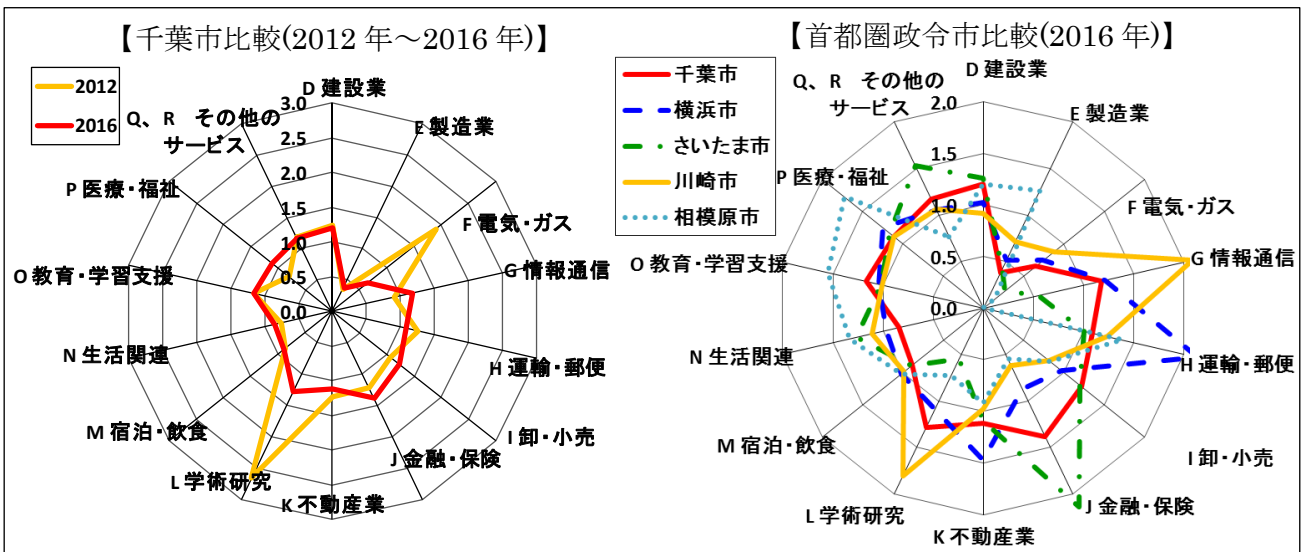 【千葉市比較(2012 年～2016 年)】
2012
2016
D 建設業
E 製造業
F 電気・ガス
G 情報通信
H 運輸・郵便
I 卸・小売
J 金融・保険
K 不動産業
L 学術研究
M 宿泊・飲食
N 生活関連
O 教育・学習支援
P 医療・福祉
Q、R その他の
サービス
3.0
2.5
2.0
1.5
1.0
0.5
0.0
【首都圏政令市比較(2016 年)】
千葉市
横浜市
さいたま市
川崎市
相模原市
D 建設業
E 製造業
F 電気・ガス
G 情報通信
H 運輸・郵便
I 卸・小売
J 金融・保険
K 不動産業
L 学術研究
M 宿泊・飲食
N 生活関連
O 教育・学習支援
P 医療・福祉
Q、R その他の
サービス
2.0
1.5
1.0
0.5
0.0